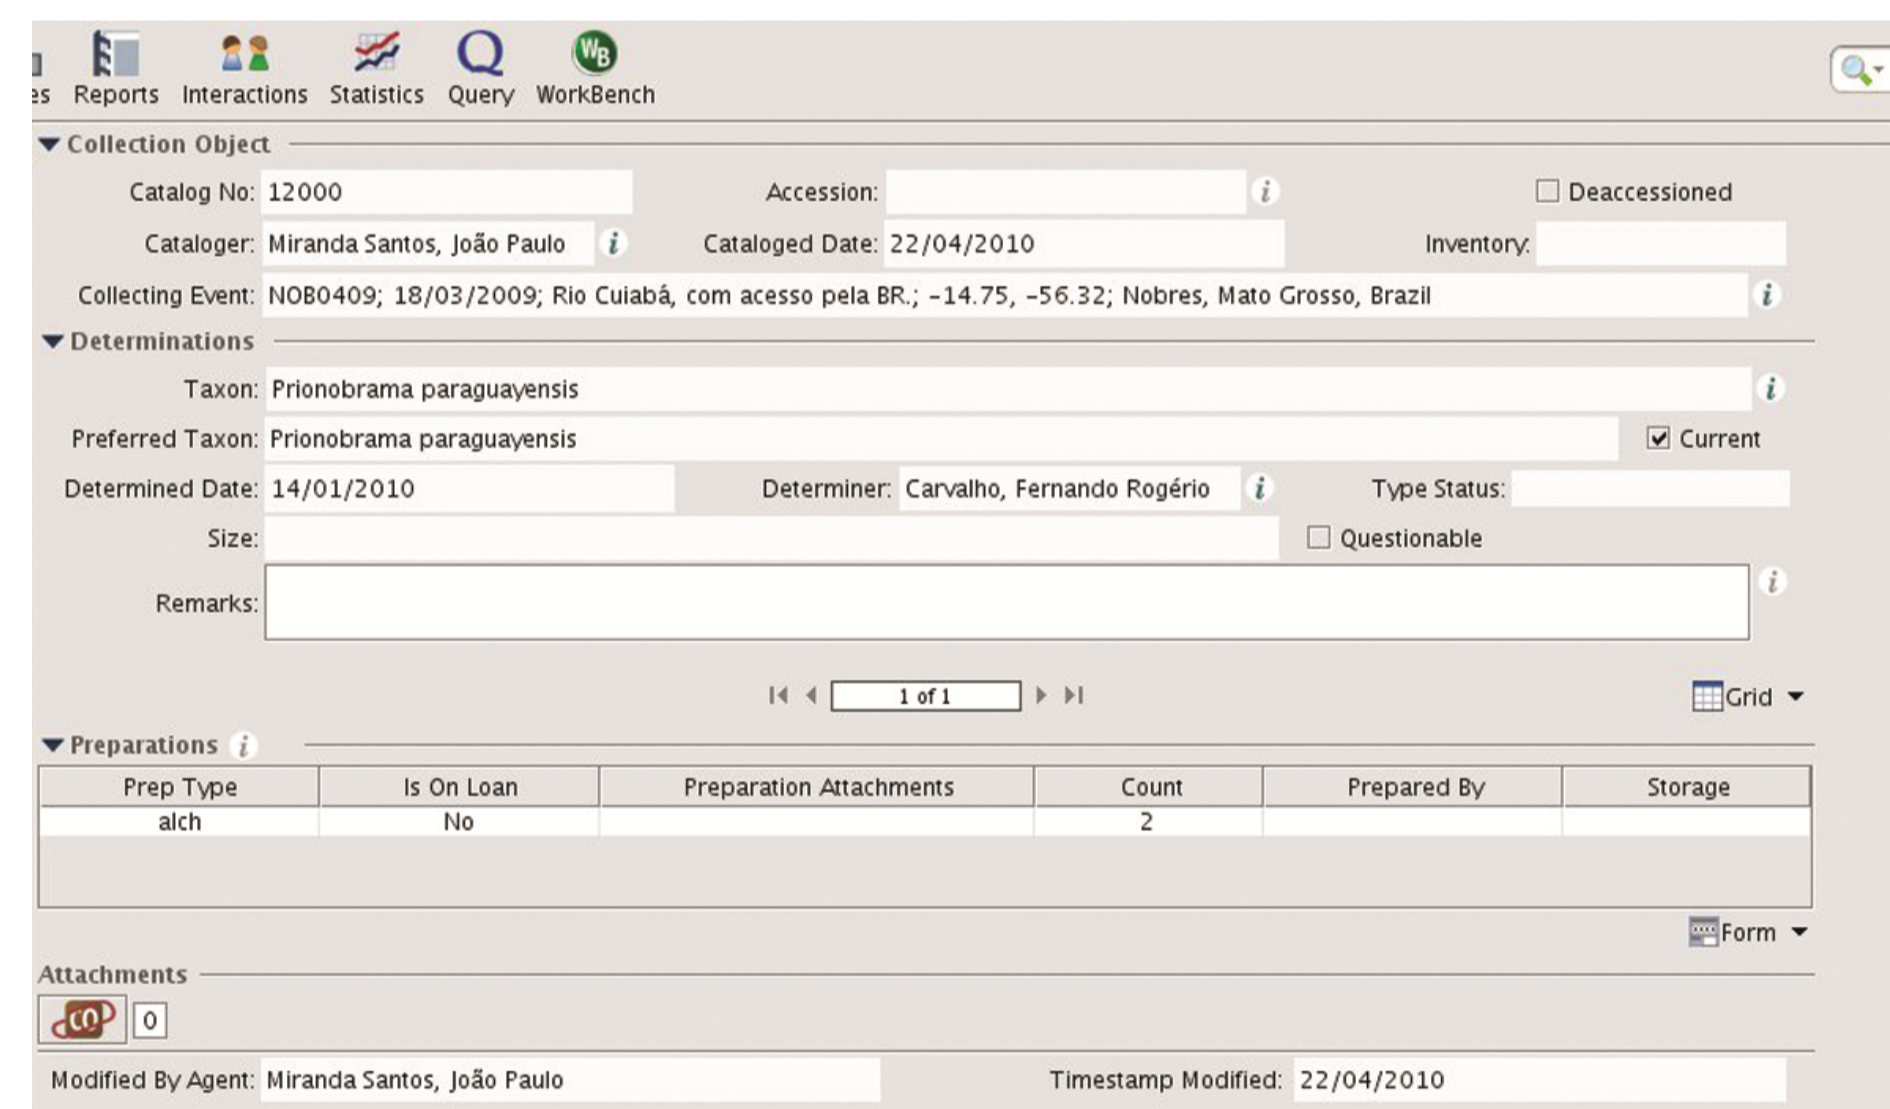 es Reports Interactions Statistics Query WorkBench
Collection Object
Catalog No: 12000 Accession: Deaccessioned
Cataloger: Miranda Santos, João Paulo Cataloged Date: 22/04/2010 Inventory:
Collecting Event: NOB0409; 18/03/2009; Rio Cuiabá, com acesso pela BR.; -14.75, -56.32; Nobres, Mato Grosso, Brazil
Determinations
Taxon: Prionobrama paraguayensis
Preferred Taxon: Prionobrama paraguayensis Current
Determined Date: 14/01/2010 Determiner: Carvalho, Fernando Rogério Type Status:
Size: Questionable
Remarks:
1 of 1 Grid
Preparations
Prep Type Is On Loan Preparation Attachments Count Prepared By Storage
alch No 2
Form
Attachments
CO 0
Modified By Agent: Miranda Santos, João Paulo Timestamp Modified: 22/04/2010